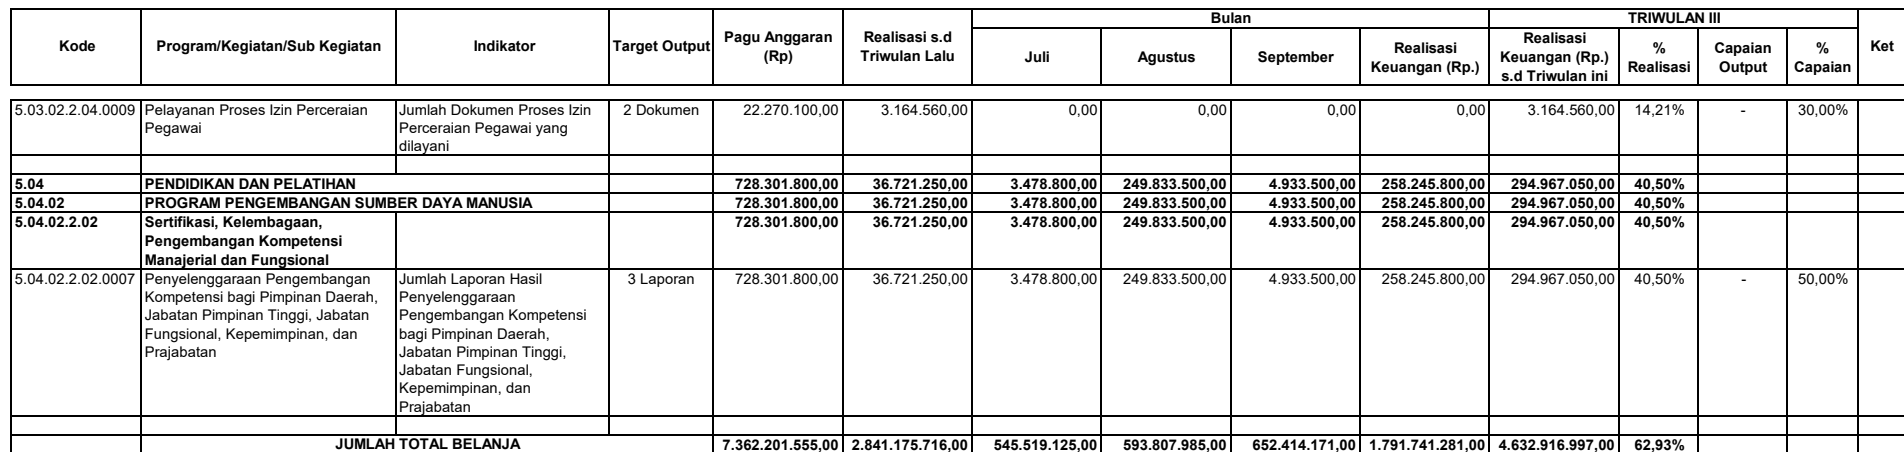 Kode Program/Kegiatan/Sub Kegiatan Indikator Target Output Pagu Anggaran (Rp) Realisasi s.d Triwulan Lalu Bulan TRIWULAN III Ket
Juli Agustus September Realisasi Keuangan (Rp.) Realisasi Keuangan (Rp.) s.d Triwulan ini % Realisasi Capaian Output % Capaian
5.03.02.2.04.0009 Pelayanan Proses Izin Perceraian Jumlah Dokumen Proses Izin 2 Dokumen 22.270.100,00 3.164.560,00 0,00 0,00 0,00 0,00 3.164.560,00 14,21% - 30,00%
Pegawai Perceraian Pegawai yang
dilayani
5.04 PENDIDIKAN DAN PELATIHAN 728.301.800,00 36.721.250,00 3.478.800,00 249.833.500,00 4.933.500,00 258.245.800,00 294.967.050,00 40,50%
5.04.02 PROGRAM PENGEMBANGAN SUMBER DAYA MANUSIA 728.301.800,00 36.721.250,00 3.478.800,00 249.833.500,00 4.933.500,00 258.245.800,00 294.967.050,00 40,50%
5.04.02.2.02 Sertifikasi, Kelembagaan, 728.301.800,00 36.721.250,00 3.478.800,00 249.833.500,00 4.933.500,00 258.245.800,00 294.967.050,00 40,50%
Pengembangan Kompetensi
Manajerial dan Fungsional
5.04.02.2.02.0007 Penyelenggaraan Pengembangan Jumlah Laporan Hasil 3 Laporan 728.301.800,00 36.721.250,00 3.478.800,00 249.833.500,00 4.933.500,00 258.245.800,00 294.967.050,00 40,50% - 50,00%
Kompetensi bagi Pimpinan Daerah, Penyelenggaraan
Jabatan Pimpinan Tinggi, Jabatan Pengembangan Kompetensi
Fungsional, Kepemimpinan, dan bagi Pimpinan Daerah,
Prajabatan Jabatan Pimpinan Tinggi,
Jabatan Fungsional,
Kepemimpinan, dan
Prajabatan
JUMLAH TOTAL BELANJA 7.362.201.555,00 2.841.175.716,00 545.519.125,00 593.807.985,00 652.414.171,00 1.791.741.281,00 4.632.916.997,00 62,93%